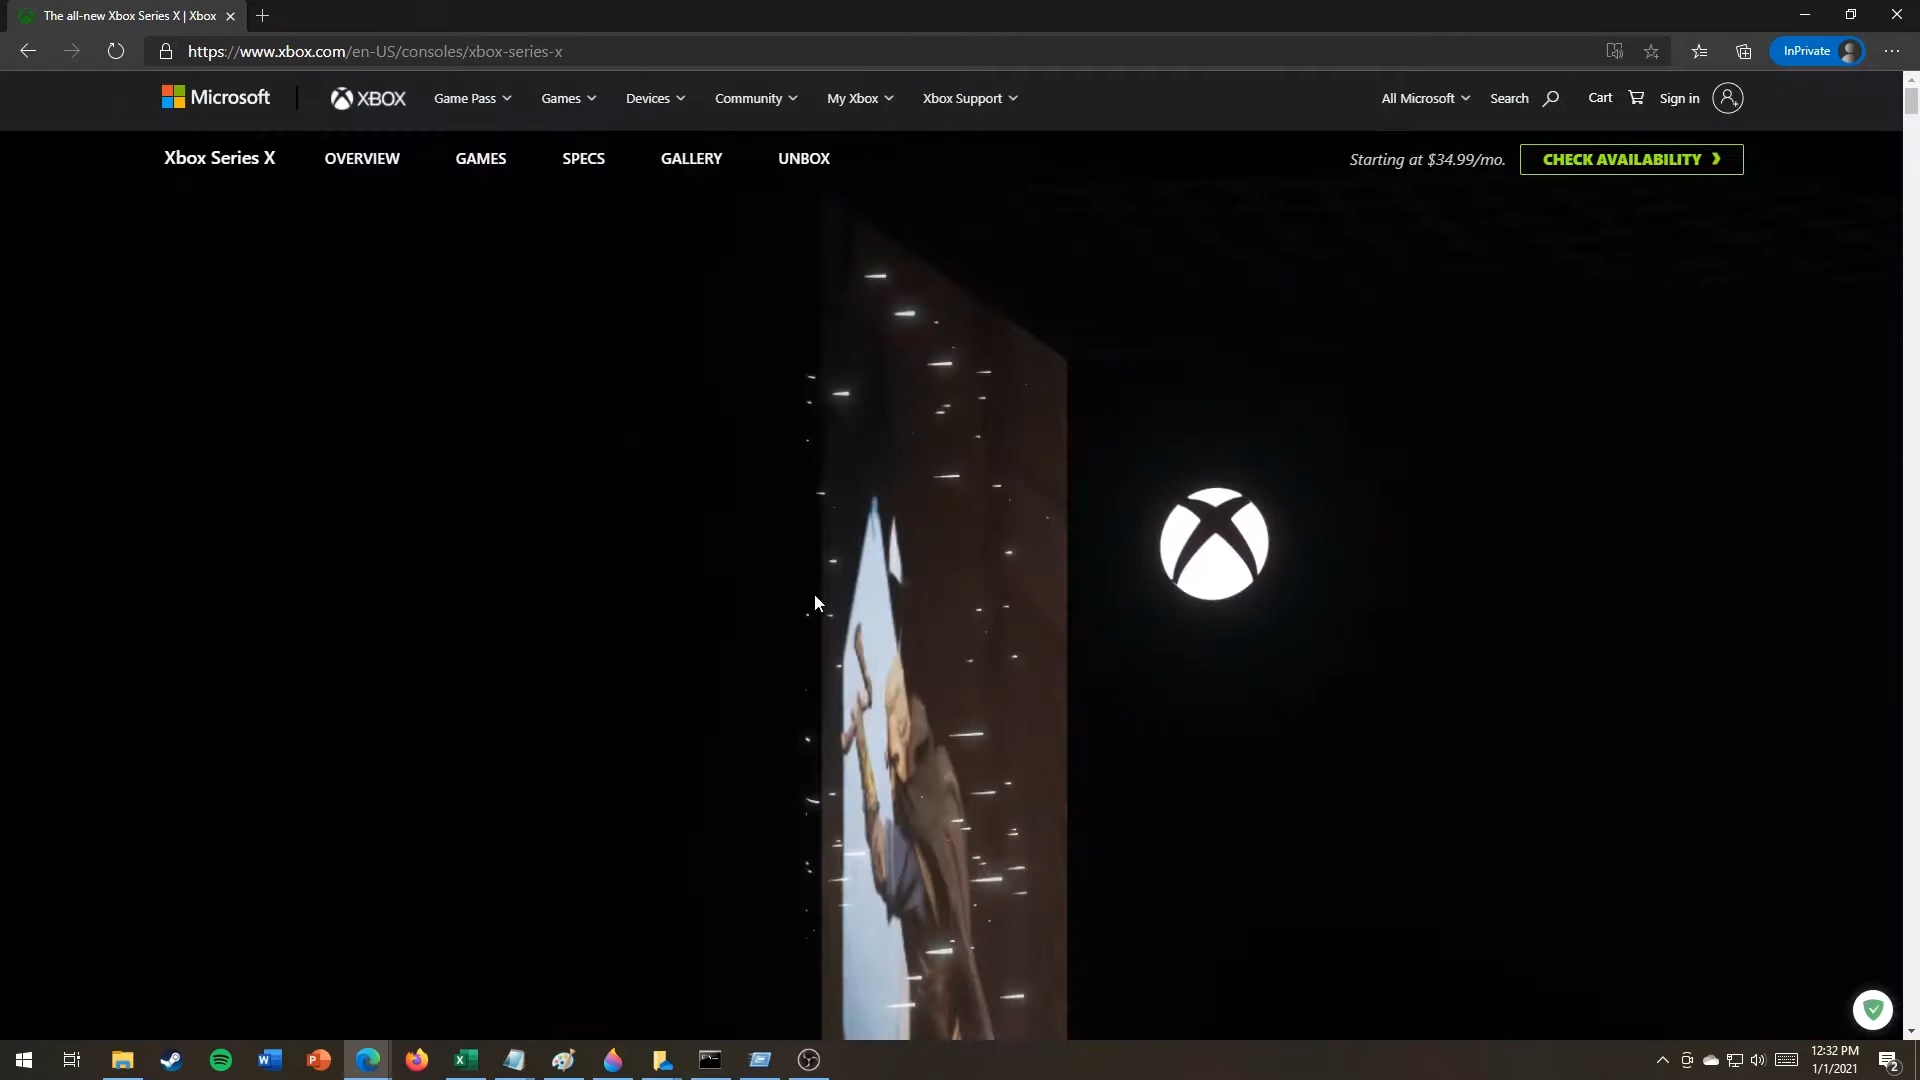 The all-new Xbox Series X | Xbox
https://www.xbox.com/en-US/consoles/xbox-series-x
InPrivate
Microsoft
XBOX
Game Pass
Games
Devices
Community
My Xbox
Xbox Support
All Microsoft
Search
Cart
Sign in
Xbox Series X
OVERVIEW
GAMES
SPECS
GALLERY
UNBOX
Starting at $34.99/mo.
CHECK AVAILABILITY
12:32 PM
1/1/2021
2